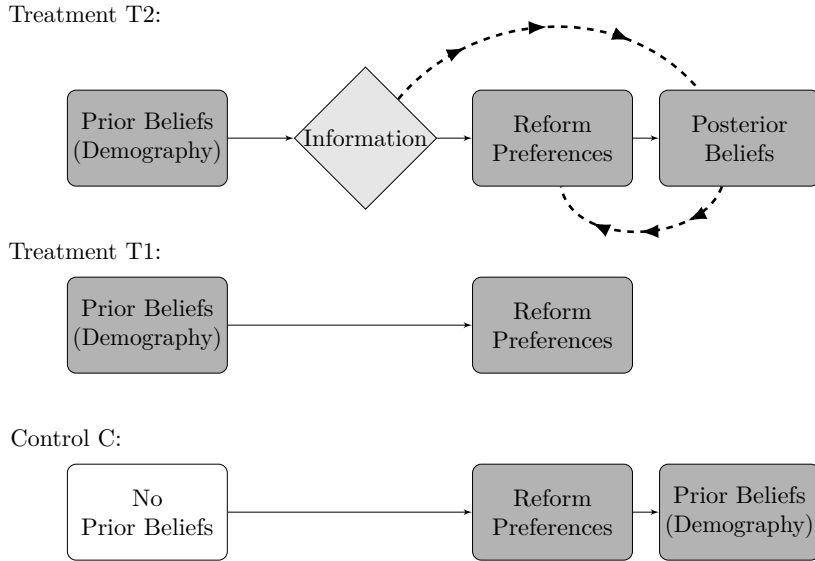 Treatment T2:
Prior Beliefs
(Demography)
Information
Reform
Preferences
Posterior
Beliefs
Treatment T1:
Prior Beliefs
(Demography)
Reform
Preferences
Control C:
No
Prior Beliefs
Reform
Preferences
Prior Beliefs
(Demography)